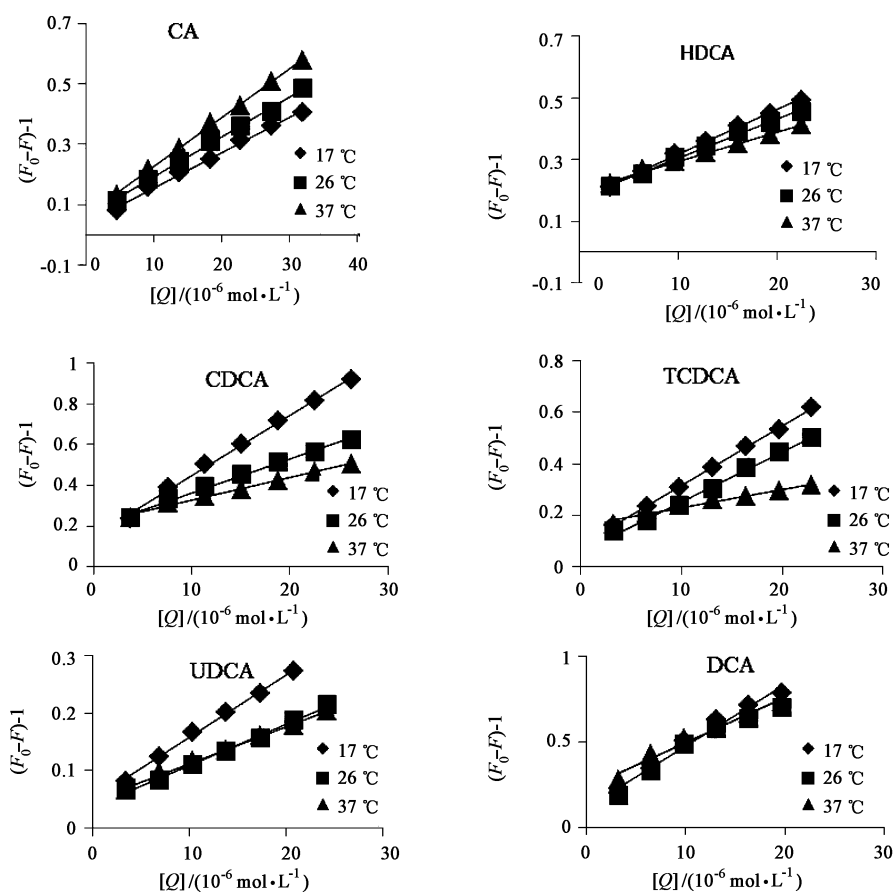 CA
0.7
0.5
0.3
0.1
-0.1
(F₀-F)-1
17 ℃
26 ℃
37 ℃
0 10 20 30 40
[Q]/(10⁻⁶ mol·L⁻¹)
HDCA
0.7
0.5
0.3
0.1
-0.1
(F₀-F)-1
17 ℃
26 ℃
37 ℃
0 10 20 30
[Q]/(10⁻⁶ mol·L⁻¹)
CDCA
1
0.8
0.6
0.4
0.2
0
(F₀-F)-1
17 ℃
26 ℃
37 ℃
0 10 20 30
[Q]/(10⁻⁶ mol·L⁻¹)
TCDCA
0.8
0.6
0.4
0.2
0
(F₀-F)-1
17 ℃
26 ℃
37 ℃
0 10 20 30
[Q]/(10⁻⁶ mol·L⁻¹)
UDCA
0.3
0.2
0.1
0
(F₀-F)-1
17 ℃
26 ℃
37 ℃
0 10 20 30
[Q]/(10⁻⁶ mol·L⁻¹)
DCA
1
0.5
0
(F₀-F)-1
17 ℃
26 ℃
37 ℃
0 10 20 30
[Q]/(10⁻⁶ mol·L⁻¹)